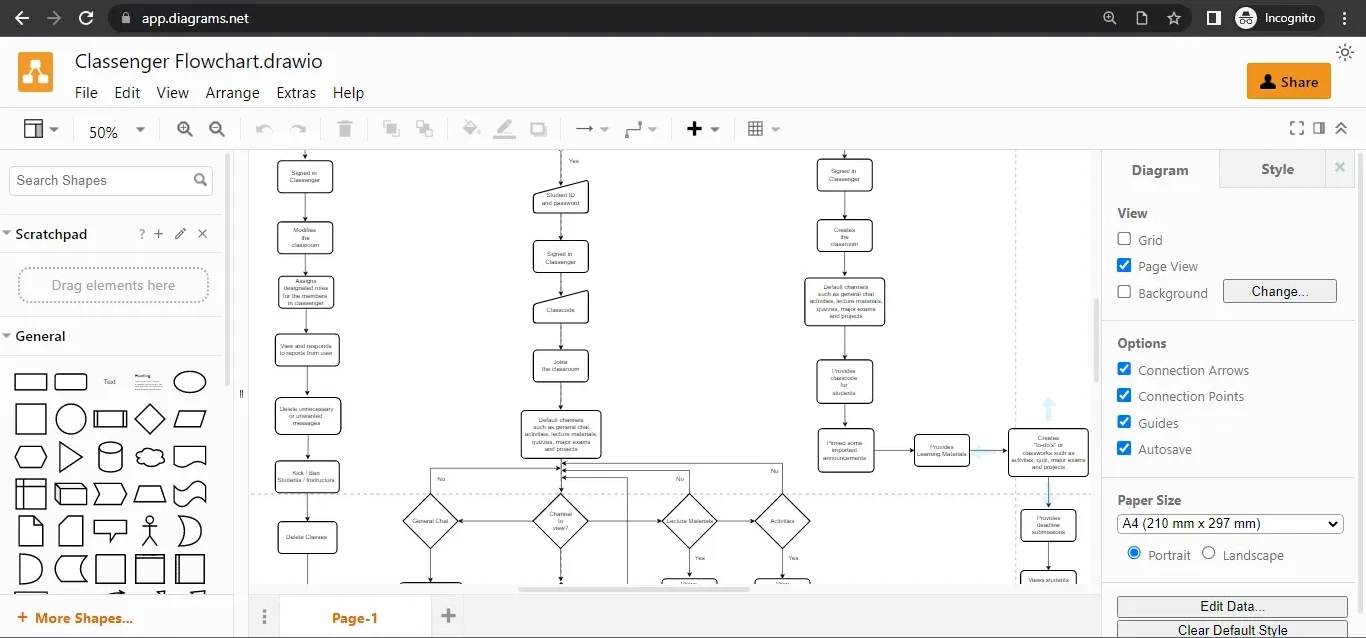 app.diagrams.net
Incognito
Classenger Flowchart.drawio
File Edit View Arrange Extras Help
Share
50%
Search Shapes
Scratchpad
?
Drag elements here
General
Text
Heading
More Shapes...
Signed in
Classenger
Modifies
the
classroom
Assigns
designated roles
for the members
in classenger
View and responds
to reports from user
Delete unnecessary
or unwanted
messages
Kick / Ban
Students / Instructors
Delete Classes
Yes
Student ID
and password
Signed in
Classenger
Classcode
Joins
the classroom
Default channels
such as general chat
activities, lecture materials,
quizzes, major exams
and projects
No
No
No
General Chat
Channel
to
view?
Lecture Materials
Activities
Yes
Yes
Signed in
Classenger
Creates
the
classroom
Default channels
such as general chat
activities, lecture materials,
quizzes, major exams
and projects
Provides
classcode
for
students
Pinned some
important
announcements
Provides
Learning Materials
Creates
"to-do's" or
classworks such as
activities, quiz, major exams
and projects
Provides
deadline
submissions
Views students
Page-1
Diagram
Style
View
Grid
Page View
Background
Change...
Options
Connection Arrows
Connection Points
Guides
Autosave
Paper Size
A4 (210 mm x 297 mm)
Portrait
Landscape
Edit Data...
Clear Default Style